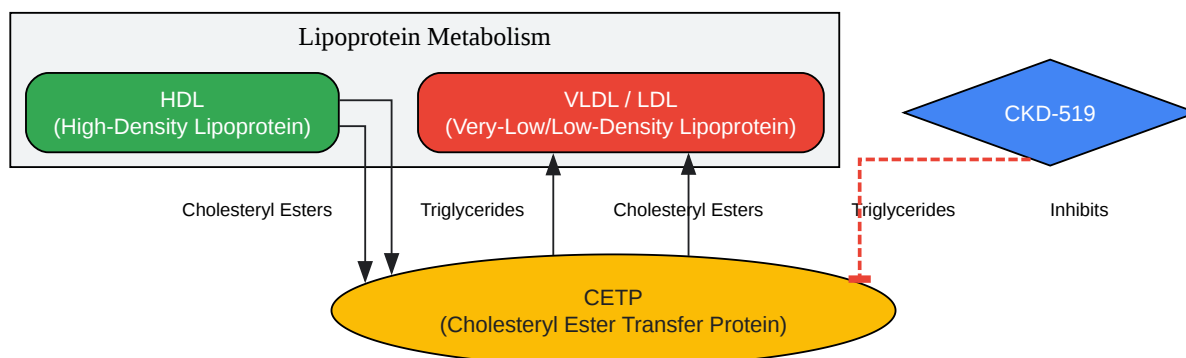 Lipoprotein Metabolism
HDL
(High-Density Lipoprotein)
VLDL / LDL
(Very-Low/Low-Density Lipoprotein)
CKD-519
Cholesteryl Esters
Triglycerides
Cholesteryl Esters
Triglycerides
Inhibits
CETP
(Cholesteryl Ester Transfer Protein)